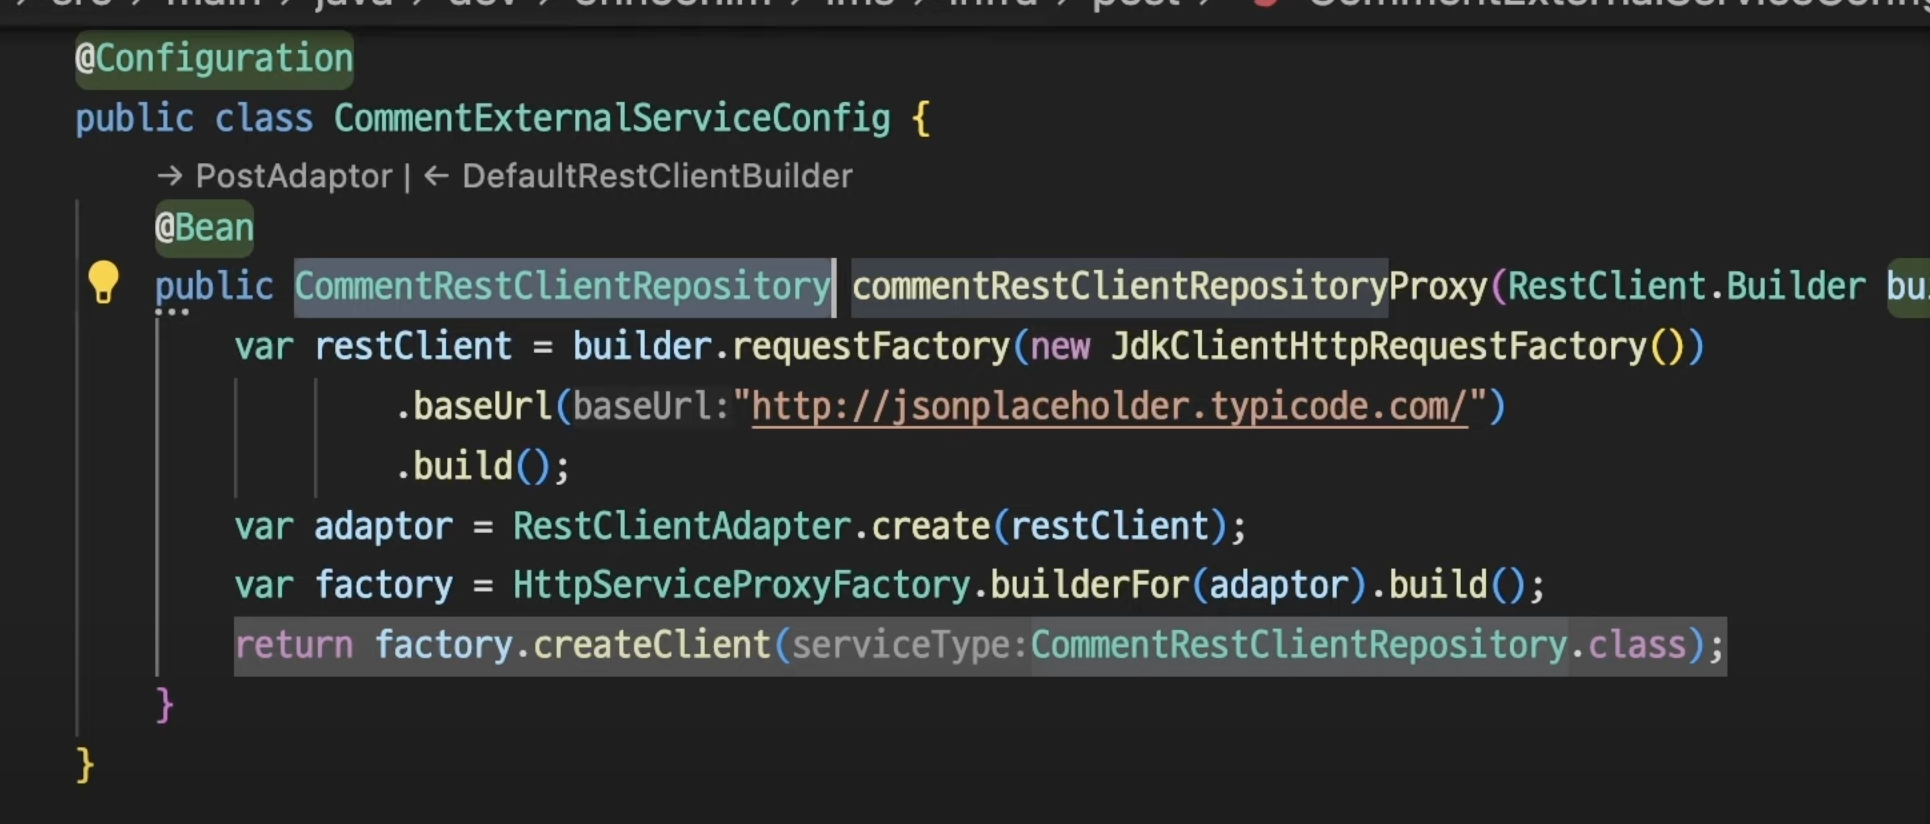 @Configuration
public class CommentExternalServiceConfig {
→ PostAdaptor | ← DefaultRestClientBuilder
@Bean
public CommentRestClientRepository commentRestClientRepositoryProxy(RestClient.Builder bu
var restClient = builder.requestFactory(new JdkClientHttpRequestFactory())
.baseUrl(baseUrl:"http://jsonplaceholder.typicode.com/")
.build();
var adaptor = RestClientAdapter.create(restClient);
var factory = HttpServiceProxyFactory.builderFor(adaptor).build();
return factory.createClient(serviceType:CommentRestClientRepository.class);
}
}